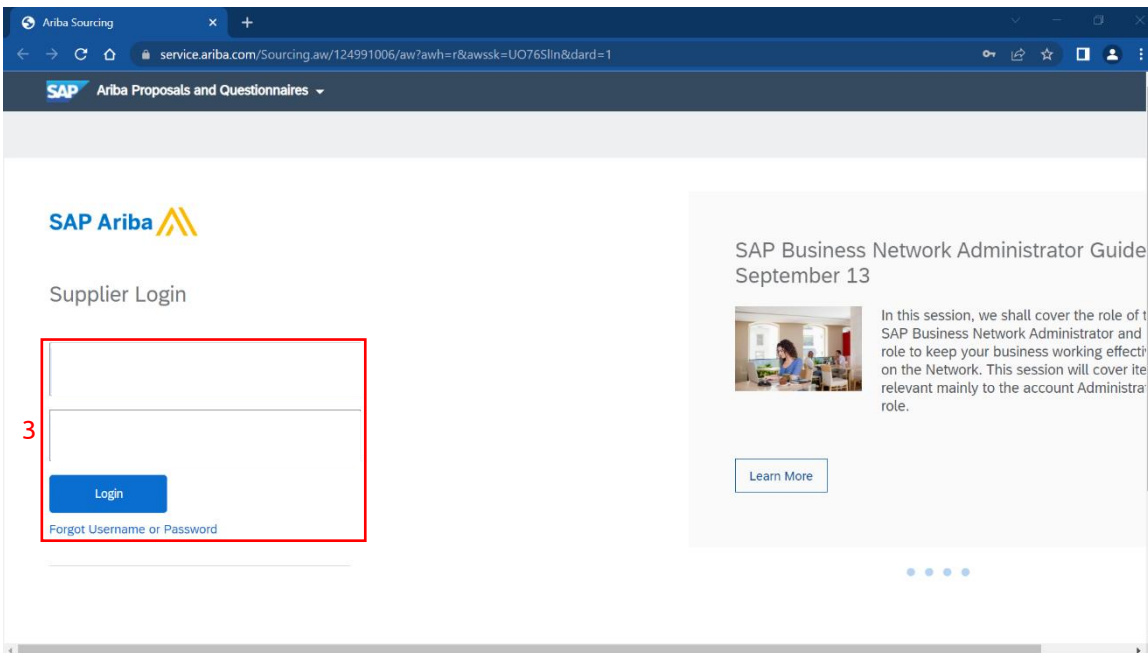 Ariba Sourcing
service.ariba.com/Sourcing.aw/124991006/aw?awh=r&awssk=UO76SlIn&dard=1
SAP Ariba Proposals and Questionnaires
SAP Ariba
Supplier Login
3
Login
Forgot Username or Password
SAP Business Network Administrator Guide
September 13
In this session, we shall cover the role of t
SAP Business Network Administrator and
role to keep your business working effecti
on the Network. This session will cover ite
relevant mainly to the account Administra
role.
Learn More